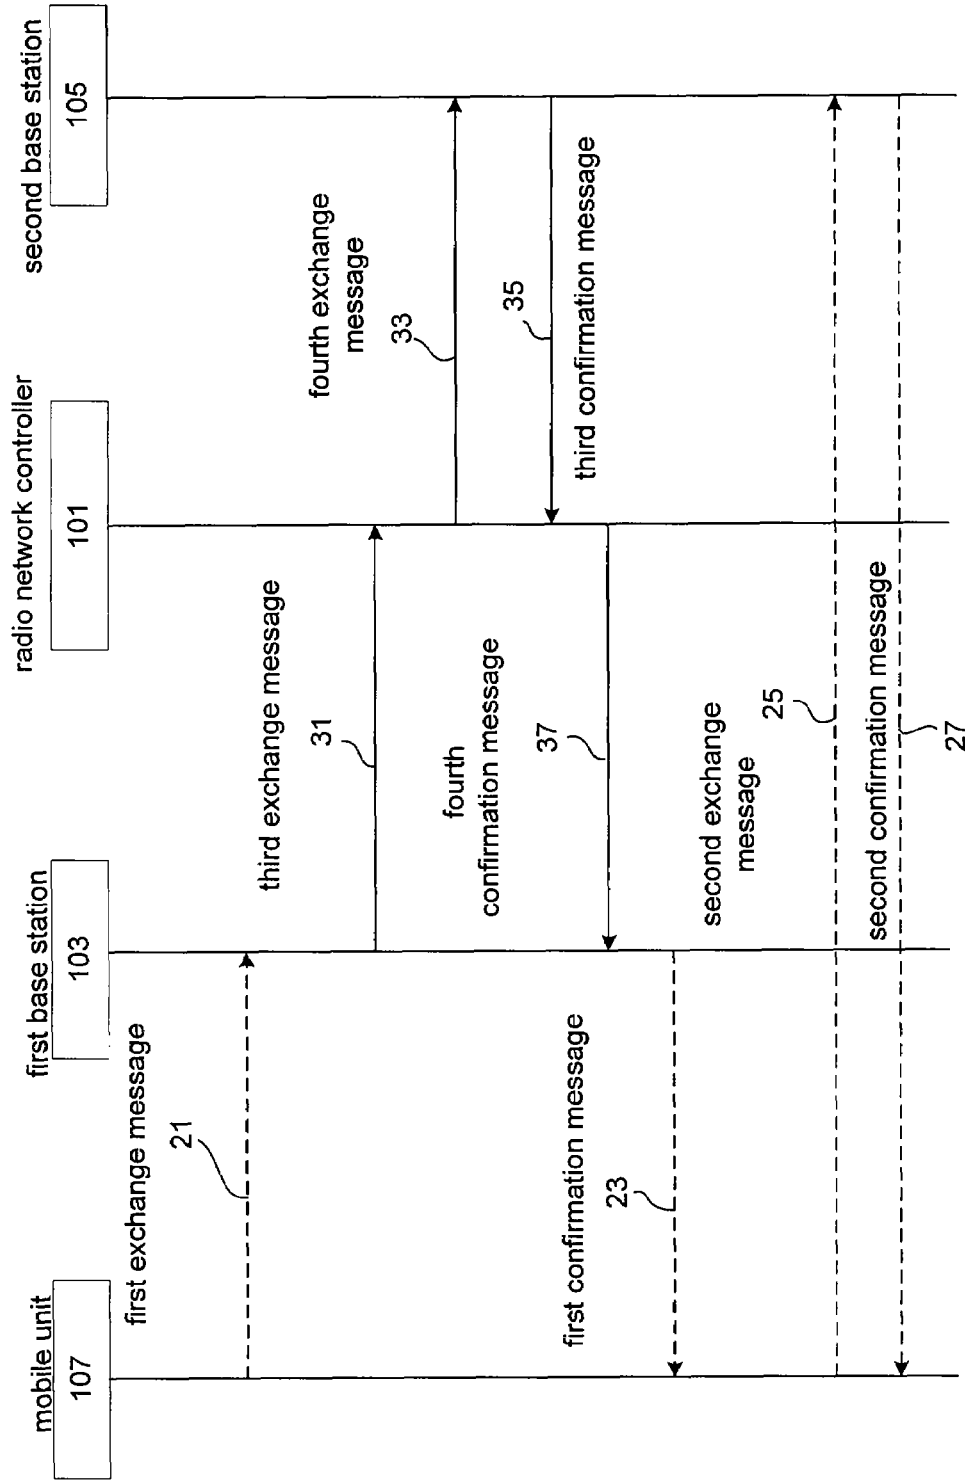 mobile unit
107
first base station
103
radio network controller
101
second base station
105
first exchange message
21
third exchange message
31
fourth exchange
message
33
35
third confirmation message
fourth
confirmation message
37
first confirmation message
23
second exchange
message
25
second confirmation message
27